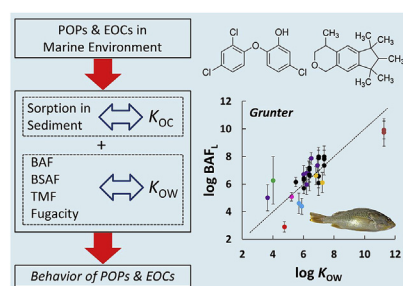 POPs & EOCs in
Marine Environment
Sorption in
Sediment
KOC
+
BAF
BSAF
TMF
Fugacity
KOW
Behavior of POPs & EOCs
Cl
OH
O
Cl
Cl
CH3
H3C
CH3
CH3
O
H3C
CH3
Grunter
log BAFL
12
10
8
6
4
2
2
4
6
8
10
12
log KOW